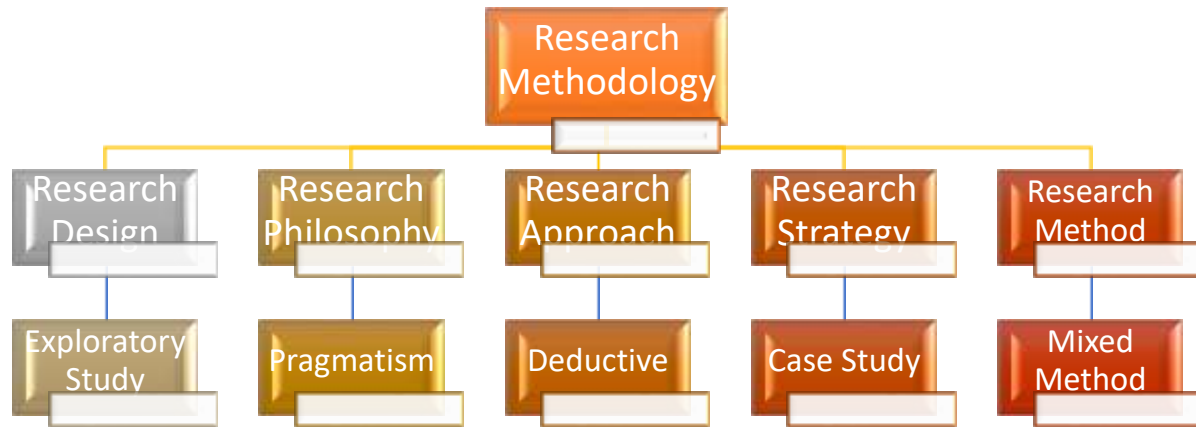 Research
Methodology
Research
Design
Research
Philosophy
Research
Approach
Research
Strategy
Research
Method
Exploratory
Study
Pragmatism
Deductive
Case Study
Mixed
Method